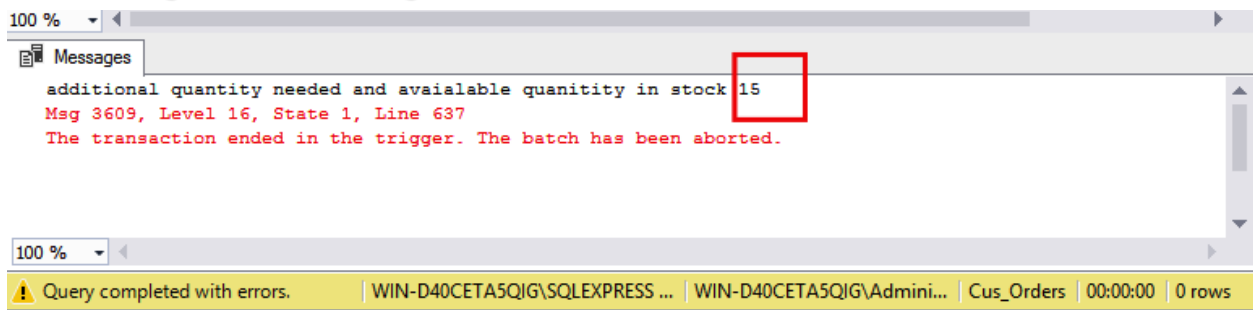 100 %
Messages
additional quantity needed and avaialable quanitity in stock 15
Msg 3609, Level 16, State 1, Line 637
The transaction ended in the trigger. The batch has been aborted.
100 %
Query completed with errors. WIN-D40CETA5QIG\SQLEXPRESS ... WIN-D40CETA5QIG\Admini... Cus_Orders 00:00:00 0 rows